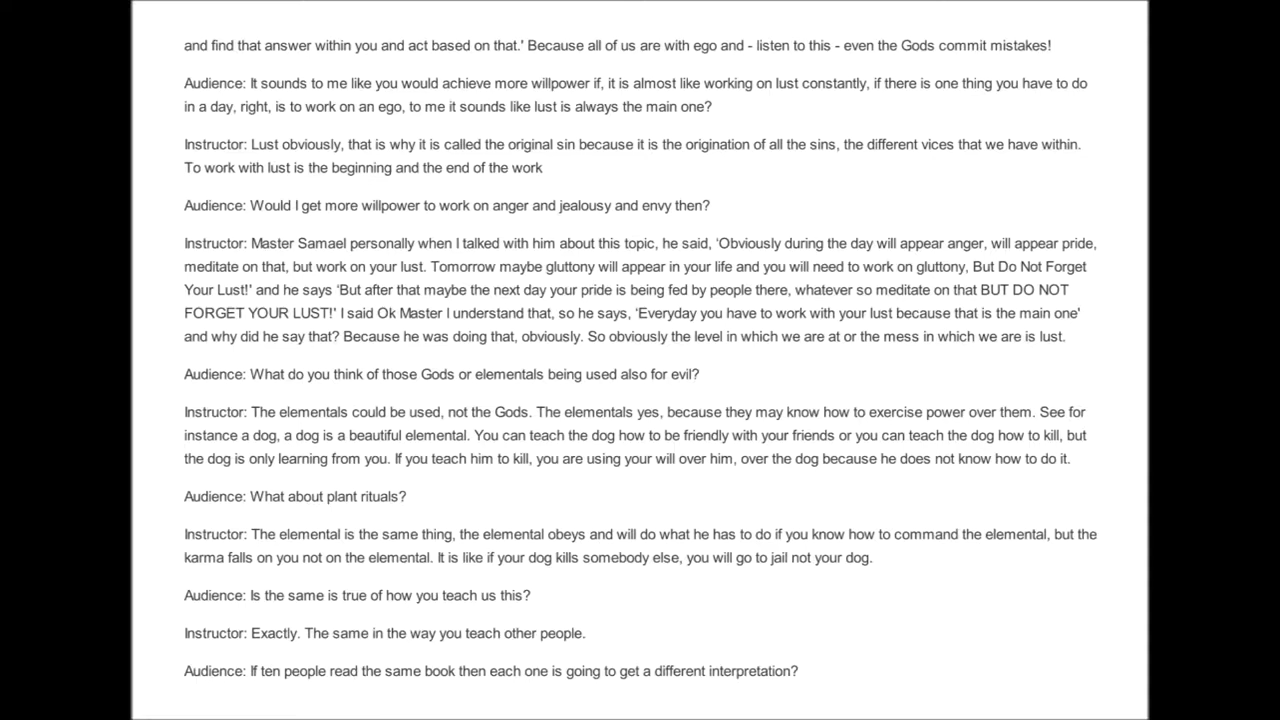 and find that answer within you and act based on that.' Because all of us are with ego and - listen to this - even the Gods commit mistakes!
Audience: It sounds to me like you would achieve more willpower if, it is almost like working on lust constantly, if there is one thing you have to do
in a day, right, is to work on an ego, to me it sounds like lust is always the main one?
Instructor: Lust obviously, that is why it is called the original sin because it is the origination of all the sins, the different vices that we have within.
To work with lust is the beginning and the end of the work
Audience: Would I get more willpower to work on anger and jealousy and envy then?
Instructor: Master Samael personally when I talked with him about this topic, he said, ‘Obviously during the day will appear anger, will appear pride,
meditate on that, but work on your lust. Tomorrow maybe gluttony will appear in your life and you will need to work on gluttony, But Do Not Forget
Your Lust!’ and he says ‘But after that maybe the next day your pride is being fed by people there, whatever so meditate on that BUT DO NOT
FORGET YOUR LUST!’ I said Ok Master I understand that, so he says, ‘Everyday you have to work with your lust because that is the main one’
and why did he say that? Because he was doing that, obviously. So obviously the level in which we are at or the mess in which we are is lust.
Audience: What do you think of those Gods or elementals being used also for evil?
Instructor: The elementals could be used, not the Gods. The elementals yes, because they may know how to exercise power over them. See for
instance a dog, a dog is a beautiful elemental. You can teach the dog how to be friendly with your friends or you can teach the dog how to kill, but
the dog is only learning from you. If you teach him to kill, you are using your will over him, over the dog because he does not know how to do it.
Audience: What about plant rituals?
Instructor: The elemental is the same thing, the elemental obeys and will do what he has to do if you know how to command the elemental, but the
karma falls on you not on the elemental. It is like if your dog kills somebody else, you will go to jail not your dog.
Audience: Is the same is true of how you teach us this?
Instructor: Exactly. The same in the way you teach other people.
Audience: If ten people read the same book then each one is going to get a different interpretation?